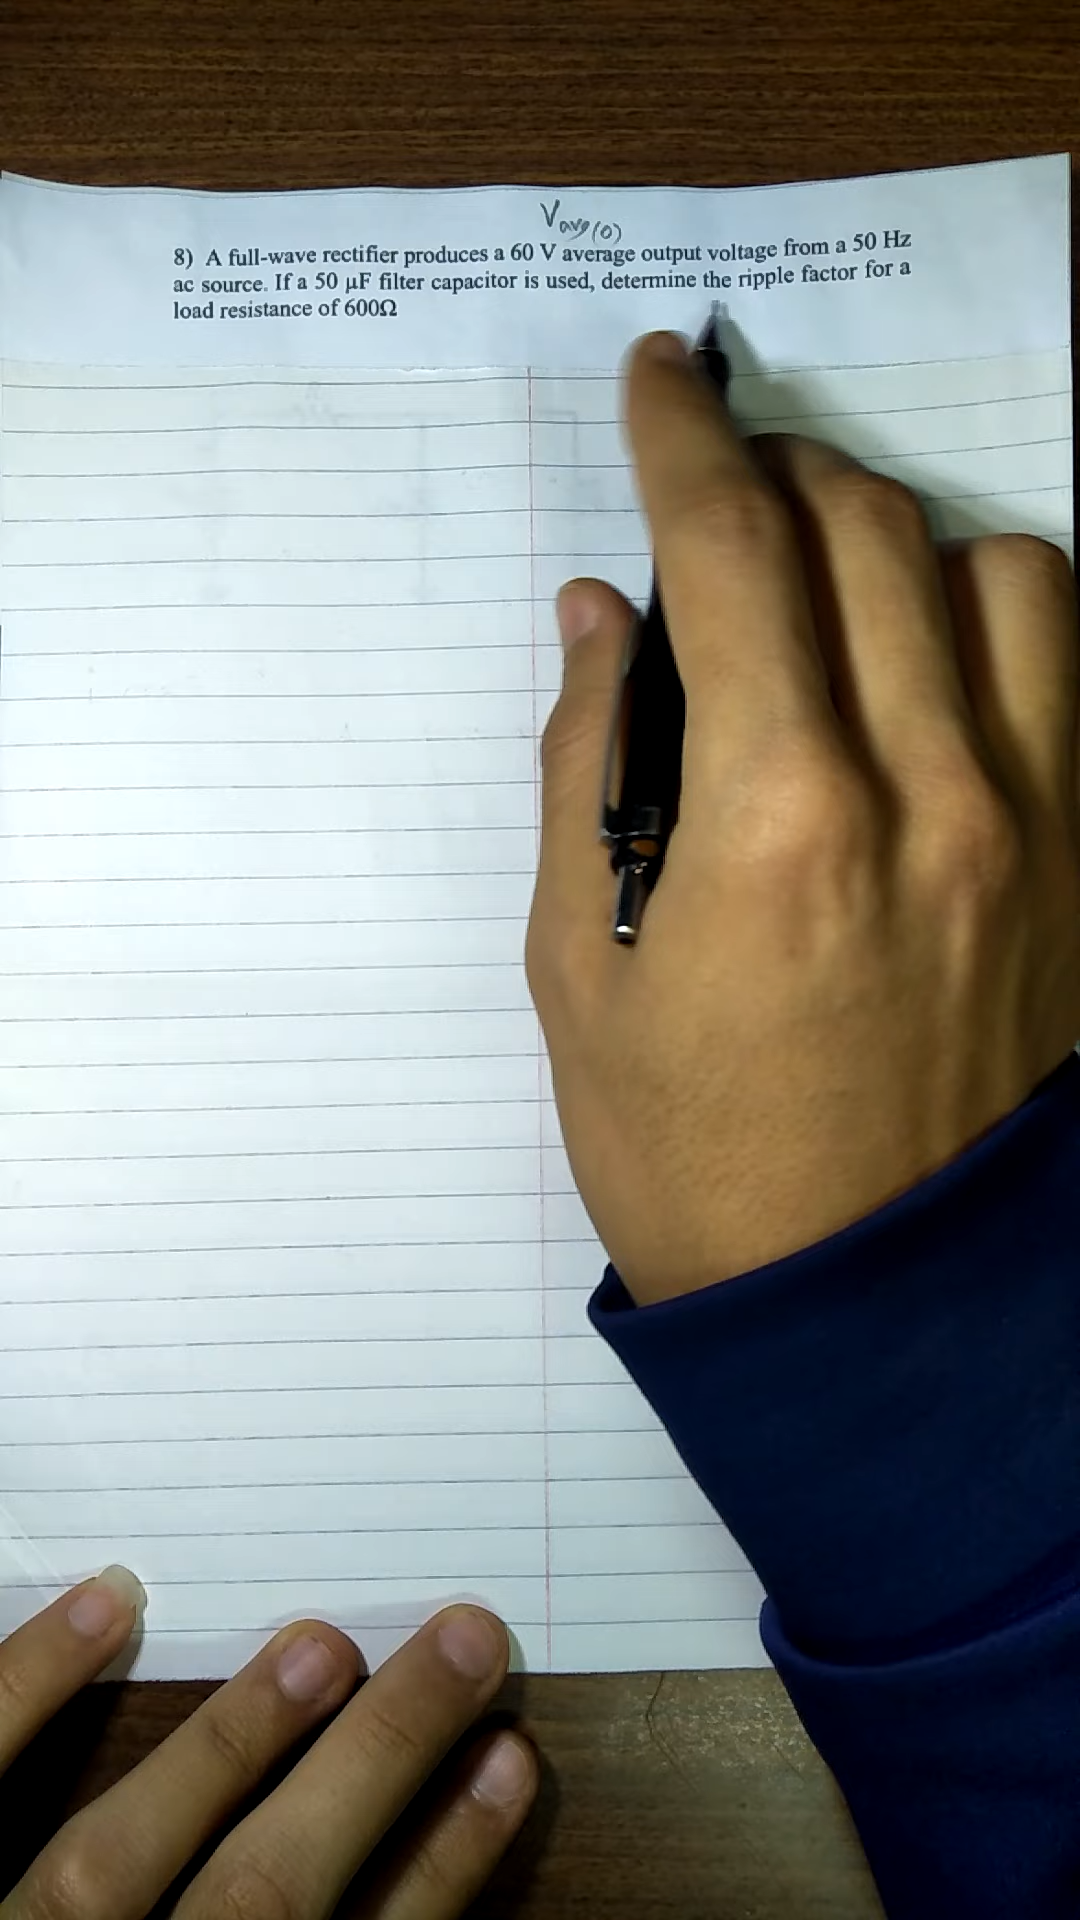 Vavg(0)
8) A full-wave rectifier produces a 60 V average output voltage from a 50 Hz
ac source. If a 50 μF filter capacitor is used, determine the ripple factor for a
load resistance of 600Ω